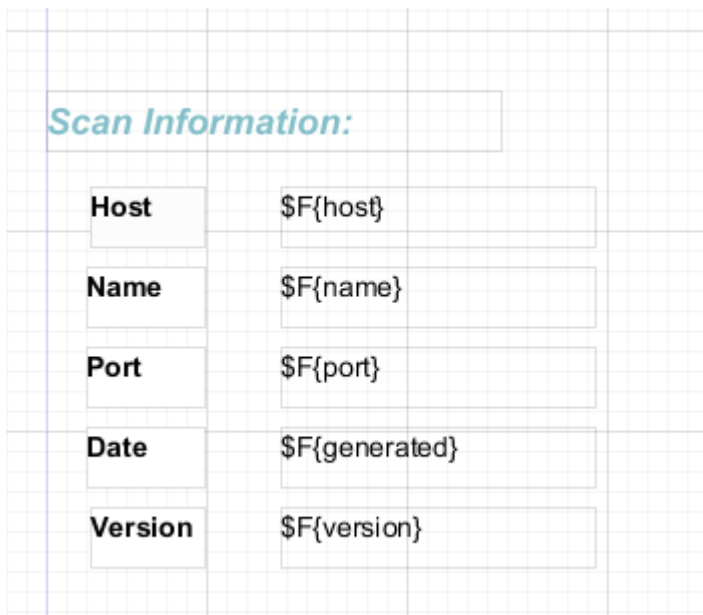 Scan Information:
Host $F{host}
Name $F{name}
Port $F{port}
Date $F{generated}
Version $F{version}